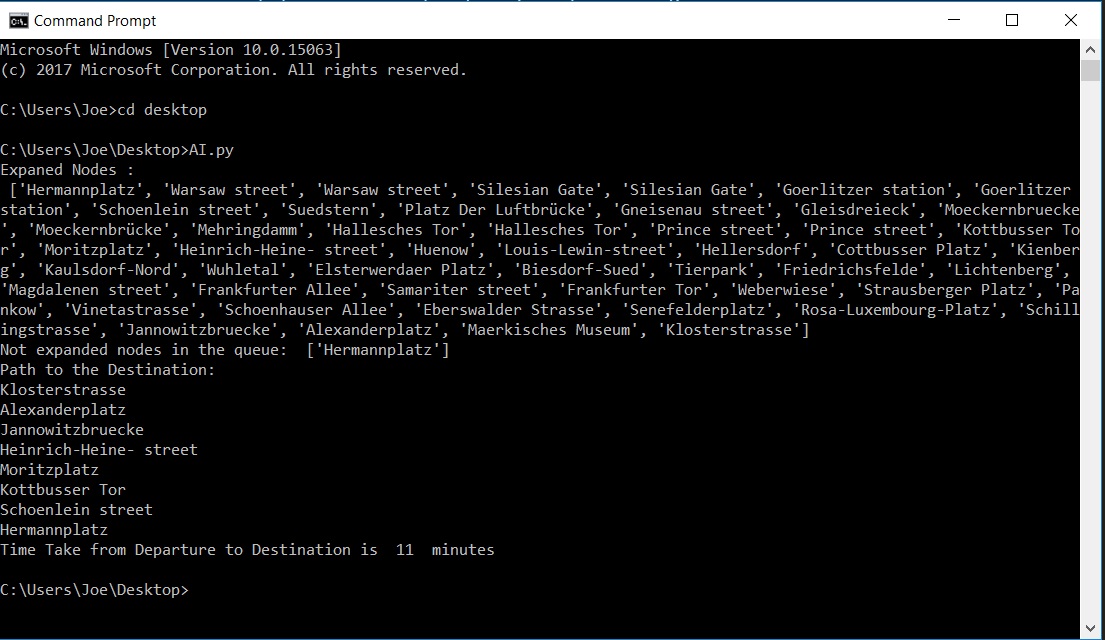 Command Prompt
Microsoft Windows [Version 10.0.15063]
(c) 2017 Microsoft Corporation. All rights reserved.
C:\Users\Joe>cd desktop
C:\Users\Joe\Desktop>AI.py
Expaned Nodes :
['Hermannplatz', 'Warsaw street', 'Warsaw street', 'Silesian Gate', 'Silesian Gate', 'Goerlitzer station', 'Goerlitzer
station', 'Schoenlein street', 'Suedstern', 'Platz Der Luftbrücke', 'Gneisenau street', 'Gleisdreieck', 'Moeckernbruecke
', 'Moeckernbrücke', 'Mehringdamm', 'Hallesches Tor', 'Hallesches Tor', 'Prince street', 'Prince street', 'Kottbusser To
r', 'Moritzplatz', 'Heinrich-Heine- street', 'Huenow', 'Louis-Lewin-street', 'Hellersdorf', 'Cottbusser Platz', 'Kienber
g', 'Kaulsdorf-Nord', 'Wuhletal', 'Elsterwerdaer Platz', 'Biesdorf-Sued', 'Tierpark', 'Friedrichsfelde', 'Lichtenberg',
'Magdalenen street', 'Frankfurter Allee', 'Samariter street', 'Frankfurter Tor', 'Weberwiese', 'Strausberger Platz', 'Pa
nkow', 'Vinetastrasse', 'Schoenhauser Allee', 'Eberswalder Strasse', 'Senefelderplatz', 'Rosa-Luxembourg-Platz', 'Schill
ingstrasse', 'Jannowitzbruecke', 'Alexanderplatz', 'Maerkisches Museum', 'Klosterstrasse']
Not expanded nodes in the queue:  ['Hermannplatz']
Path to the Destination:
Klosterstrasse
Alexanderplatz
Jannowitzbruecke
Heinrich-Heine- street
Moritzplatz
Kottbusser Tor
Schoenlein street
Hermannplatz
Time Take from Departure to Destination is  11  minutes
C:\Users\Joe\Desktop>